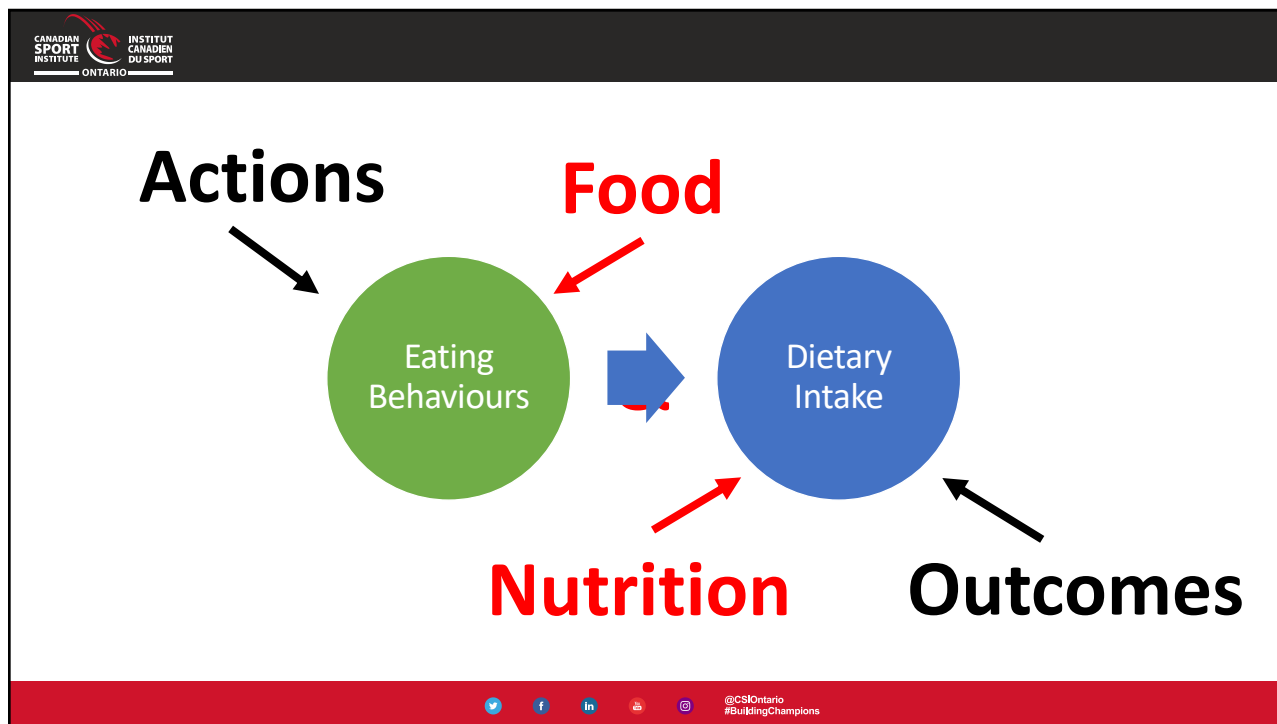 CANADIAN
SPORT
INSTITUTE
INSTITUT
CANADIEN
DU SPORT
ONTARIO
Actions
Food
Eating
Behaviours
Dietary
Intake
Nutrition
Outcomes
@CSIOntario
#BuildingChampions